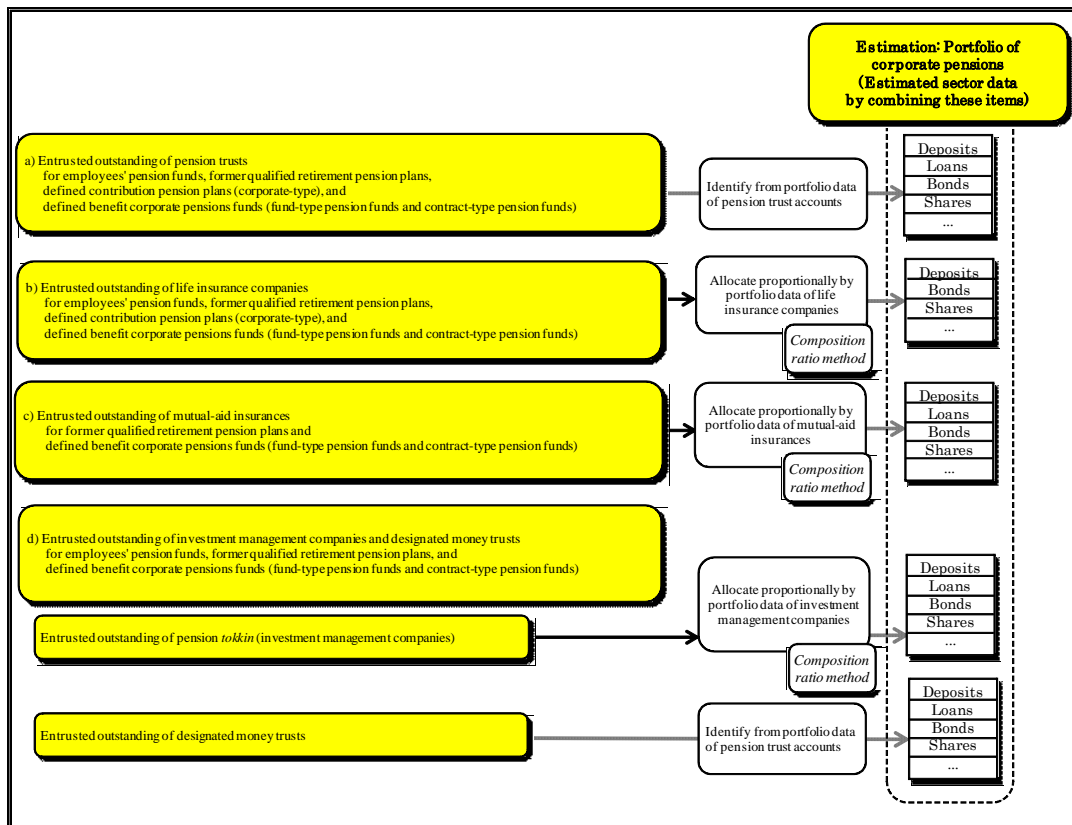 Estimation: Portfolio of
corporate pensions
(Estimated sector data
by combining these items)
a) Entrusted outstanding of pension trusts
for employees' pension funds, former qualified retirement pension plans,
defined contribution pension plans (corporate-type), and
defined benefit corporate pensions funds (fund-type pension funds and contract-type pension funds)
Identify from portfolio data
of pension trust accounts
Deposits
Loans
Bonds
Shares
...
b) Entrusted outstanding of life insurance companies
for employees' pension funds, former qualified retirement pension plans,
defined contribution pension plans (corporate-type), and
defined benefit corporate pensions funds (fund-type pension funds and contract-type pension funds)
Allocate proportionally by
portfolio data of life
insurance companies
Composition
ratio method
Deposits
Bonds
Shares
...
c) Entrusted outstanding of mutual-aid insurances
for former qualified retirement pension plans and
defined benefit corporate pensions funds (fund-type pension funds and contract-type pension funds)
Allocate proportionally by
portfolio data of mutual-aid
insurances
Composition
ratio method
Deposits
Loans
Bonds
Shares
...
d) Entrusted outstanding of investment management companies and designated money trusts
for employees' pension funds, former qualified retirement pension plans, and
defined benefit corporate pensions funds (fund-type pension funds and contract-type pension funds)
Entrusted outstanding of pension tokkin (investment management companies)
Allocate proportionally by
portfolio data of investment
management companies
Composition
ratio method
Deposits
Loans
Bonds
Shares
...
Entrusted outstanding of designated money trusts
Identify from portfolio data
of pension trust accounts
Deposits
Loans
Bonds
Shares
...